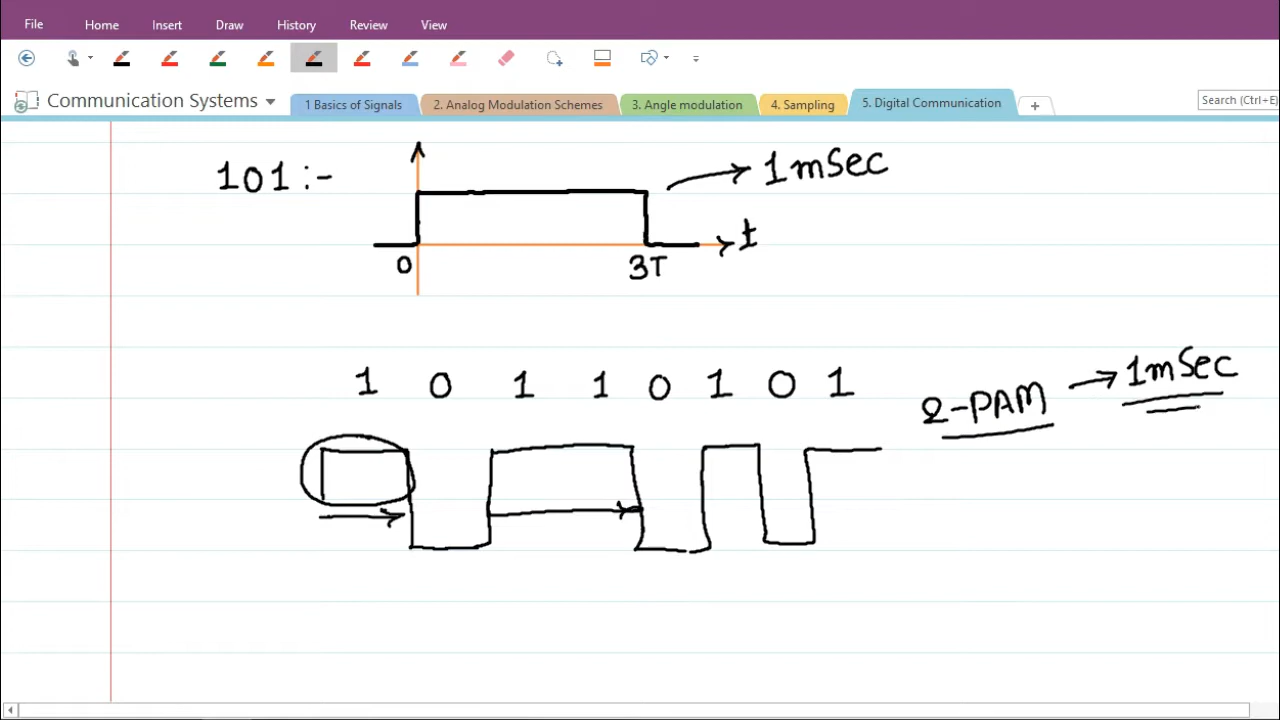 File Home Insert Draw History Review View
Communication Systems 1 Basics of Signals 2. Analog Modulation Schemes 3. Angle modulation 4. Sampling 5. Digital Communication + Search (Ctrl+E)
101 :- 1mSec
t
0 3T
1 0 1 1 0 1 0 1 2-PAM 1mSec